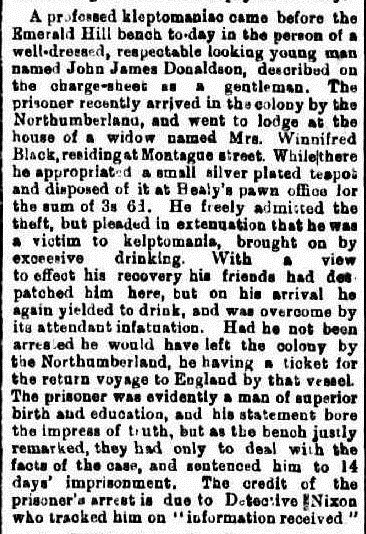 A professed kleptomaniac came before the
Emerald Hill bench to-day in the person of a
well-dressed, respectable looking young man
named John James Donaldson, described on
the charge-sheet as a gentleman. The
prisoner recently arrived in the colony by the
Northumberland, and went to lodge at the
house of a widow named Mrs. Winnifred
Black, residing at Montague street. While there
he appropriated a small silver plated teapot
and disposed of it at Healy's pawn office for
the sum of 3s 6d. He freely admitted the
theft, but pleaded in extenuation that he was
a victim to kelptomania, brought on by
excessive drinking. With a view
to effect his recovery his friends had des
patched him here, but on his arrival he
again yielded to drink, and was overcome by
its attendant infatuation. Had he not been
arrested he would have left the colony by
the Northumberland, he having a ticket for
the return voyage to England by that vessel.
The prisoner was evidently a man of superior
birth and education, and his statement bore
the impress of truth, but as the bench justly
remarked, they had only to deal with the
facts of the case, and sentenced him to 14
days' imprisonment. The credit of the
prisoner's arrest is due to Detective Nixon
who tracked him on "information received"